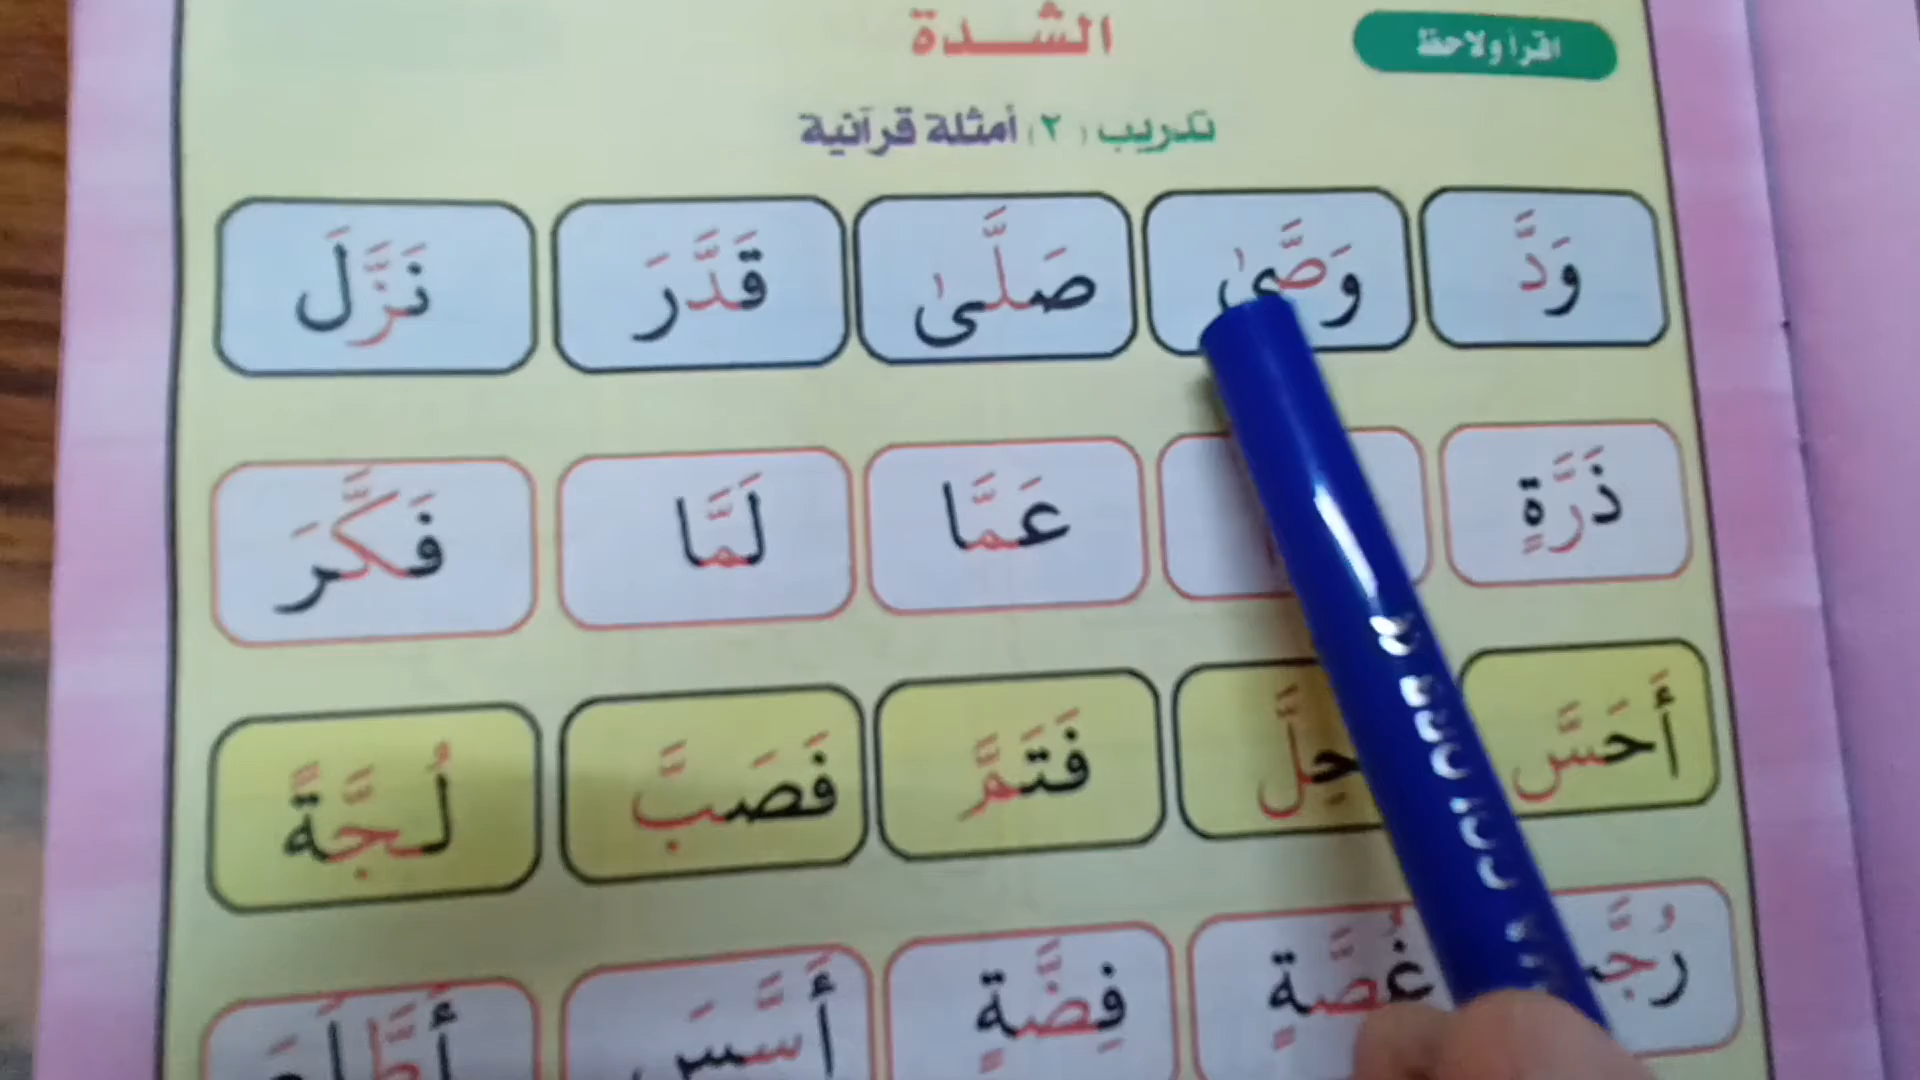 الشدة
اقرأ ولاحظ
تدريب (٢) أمثلة قرآنية
وَدَّ وَصَّىٰ صَلَّىٰ قَدَّرَ نَزَّلَ
ذَرَّةٍ عَمَّا لَمَّا فَكَّرَ
أَحَسَّ حِلَّ فَتَمَّ فَصَبَّ لُجَّةً
غُصَّةٍ فِضَّةٍ أَسَّسَ